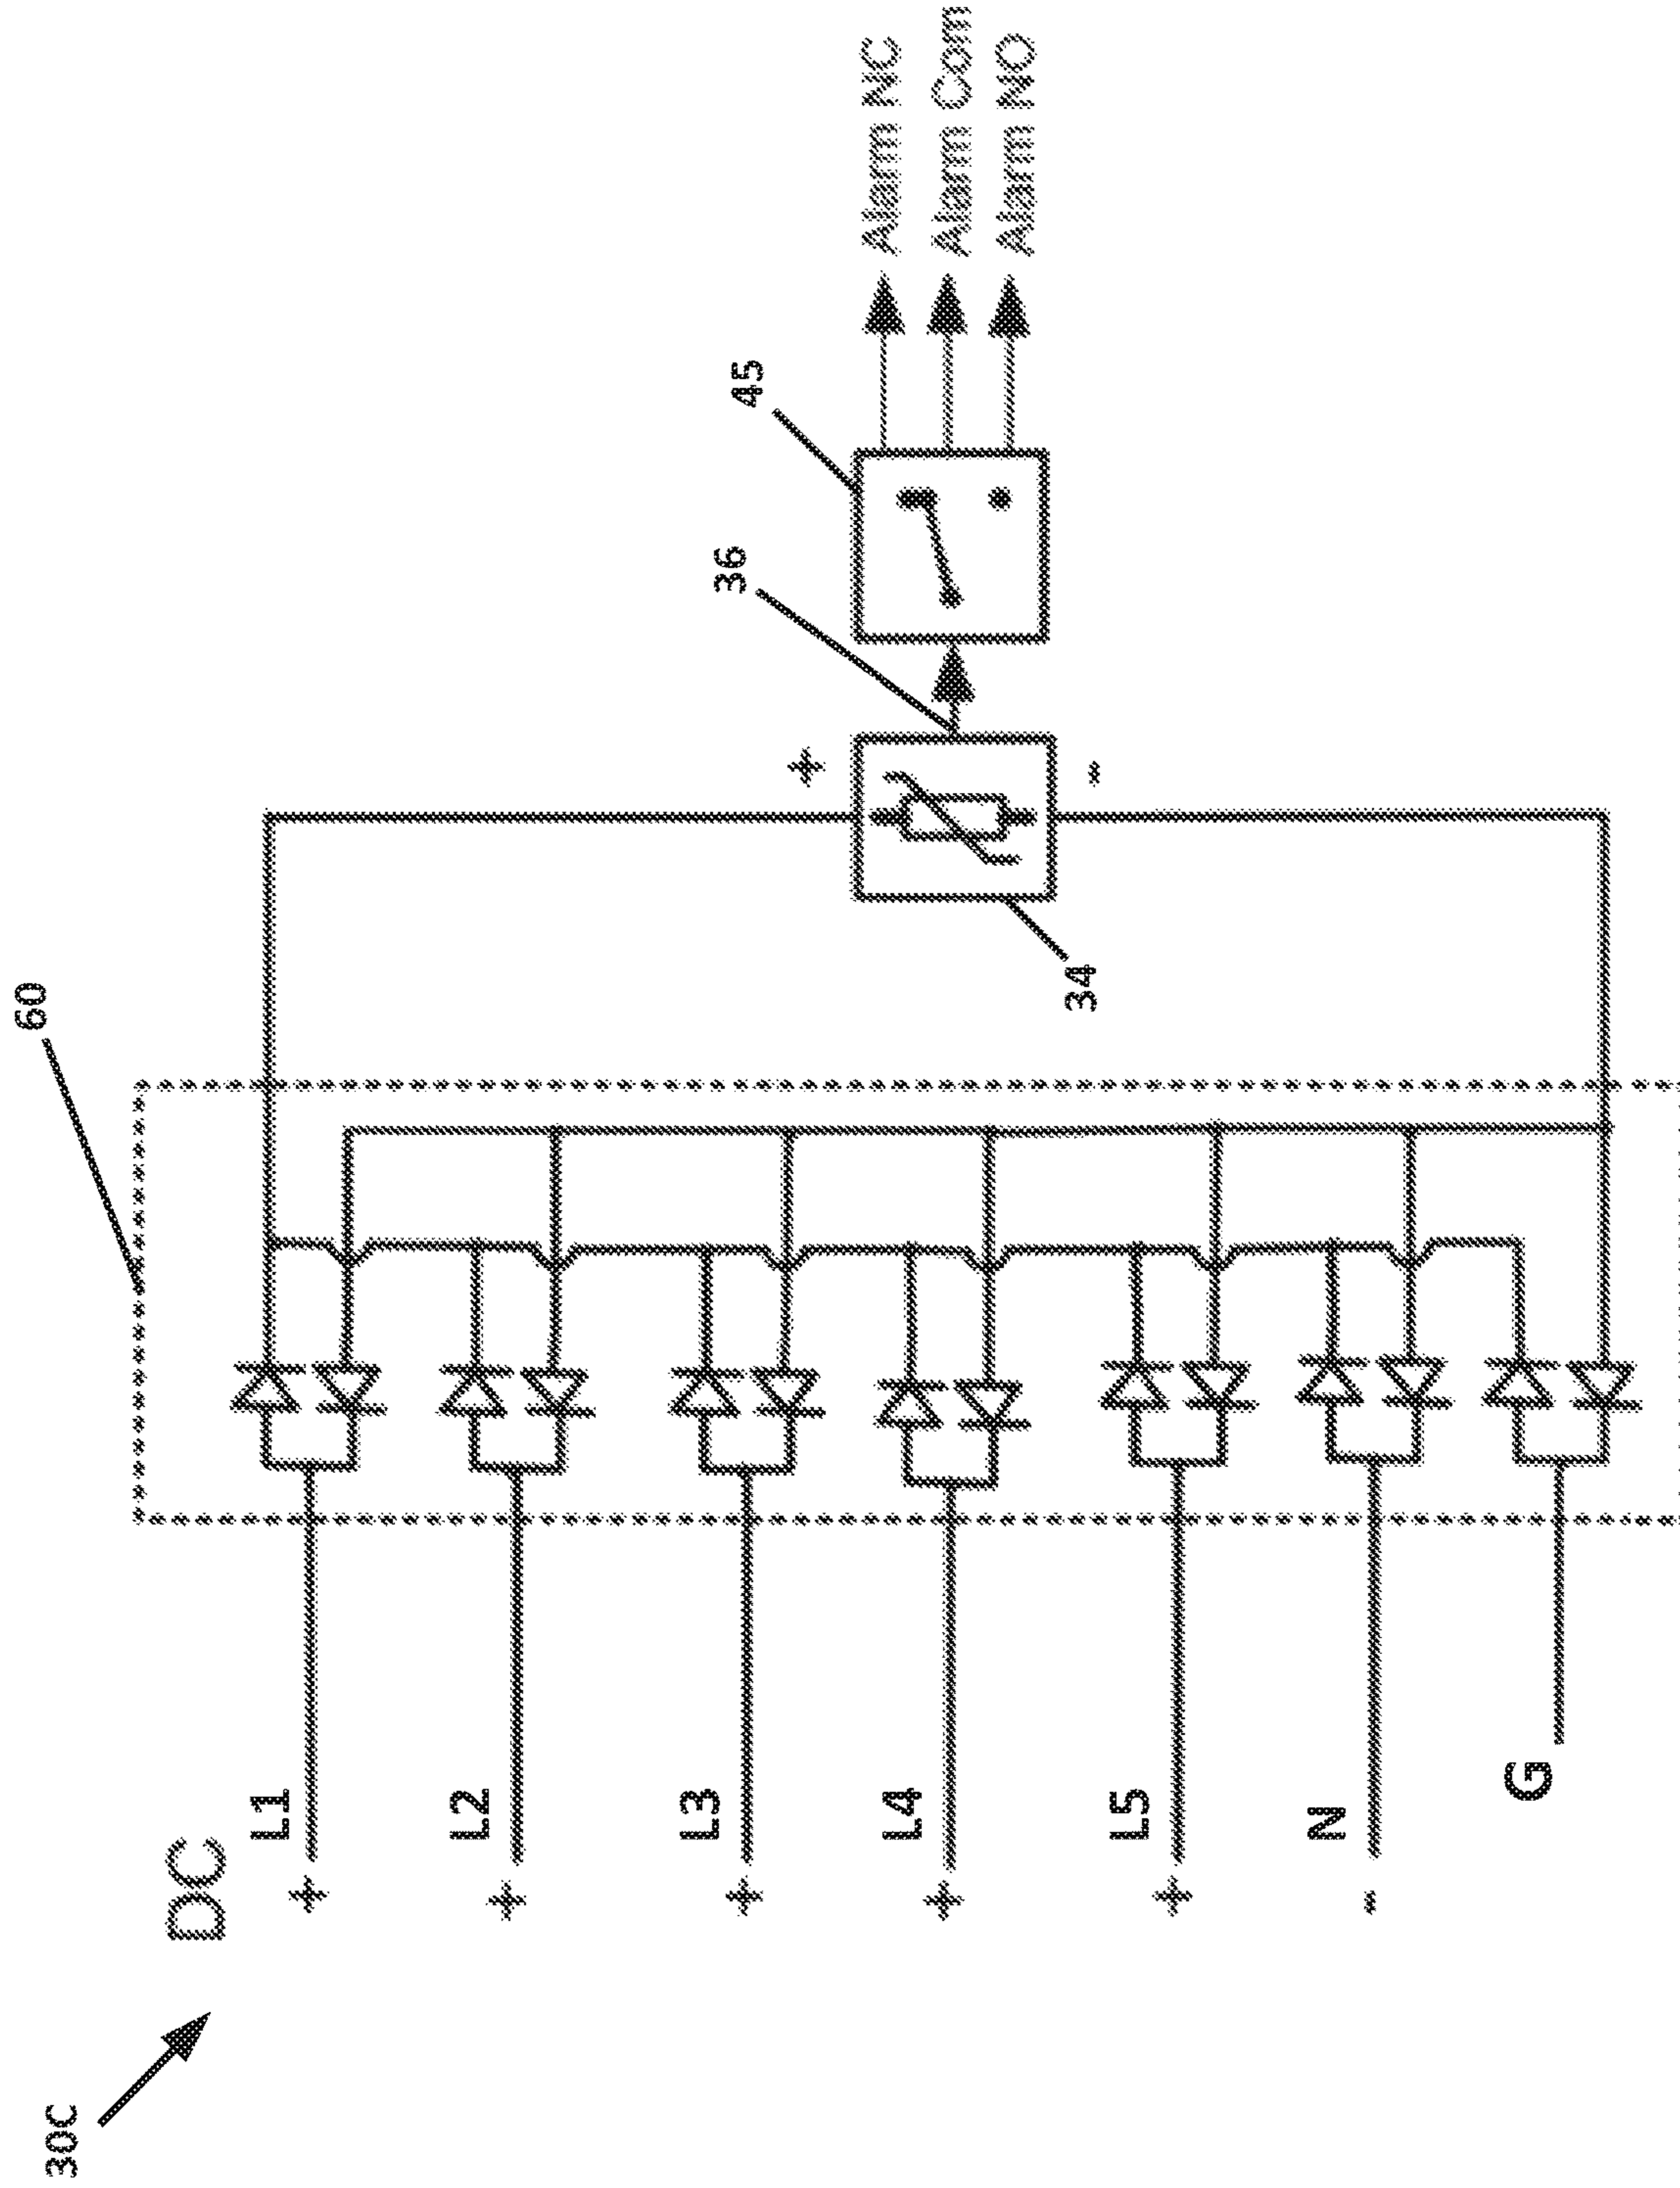 30C
DC
60
+ L1
+ L2
+ L3
+ L4
+ L5
- N
G
34
+
-
36
45
Alarm NC
Alarm Com
Alarm NO